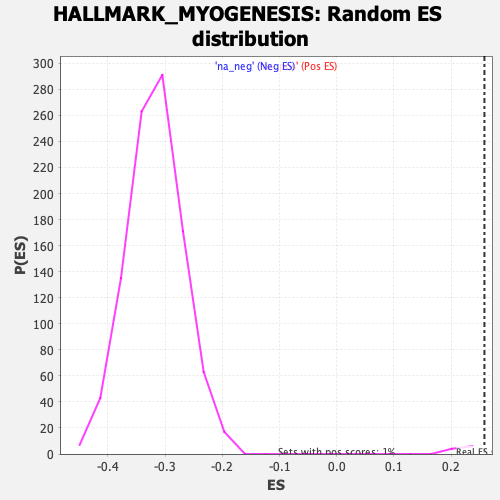 HALLMARK_MYOGENESIS: Random ES
distribution
'na_neg' (Neg ES)' (Pos ES)
300
280
260
240
220
200
180
160
140
120
100
80
60
40
20
0
P(ES)
Sets with pos scores: 1%
Real ES
-0.4 -0.3 -0.2 -0.1 0.0 0.1 0.2
ES